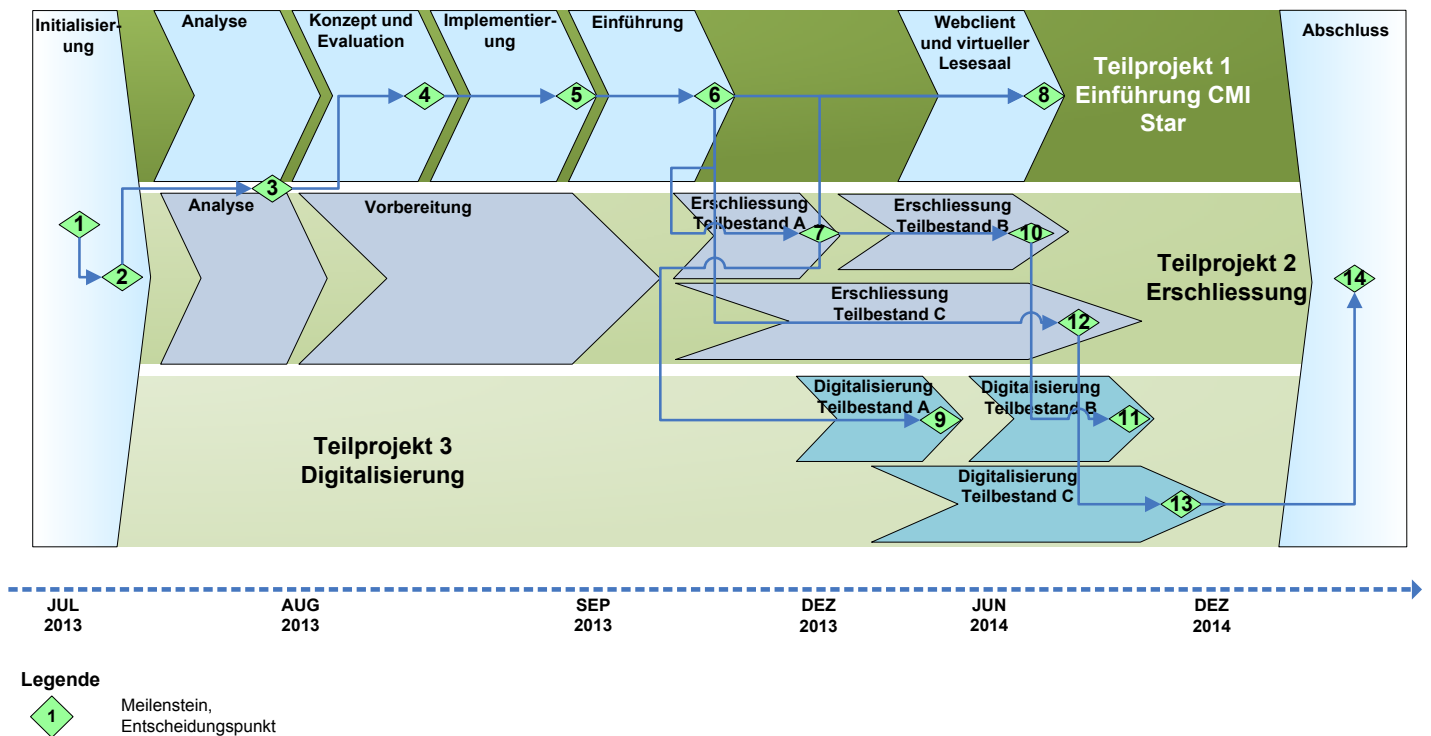 Initialisier-
ung
Analyse
Konzept und
Evaluation
Implementier-
ung
Einführung
Webclient
und virtueller
Lesesaal
Abschluss
Teilprojekt 1
Einführung CMI
Star
4
5
6
8
3
1
2
Analyse
Vorbereitung
Erschliessung
Teilbestand A
7
Erschliessung
Teilbestand B
10
Teilprojekt 2
Erschliessung
14
Erschliessung
Teilbestand C
12
Digitalisierung
Teilbestand A
9
Digitalisierung
Teilbestand B
11
Teilprojekt 3
Digitalisierung
Digitalisierung
Teilbestand C
13
JUL
2013
AUG
2013
SEP
2013
DEZ
2013
JUN
2014
DEZ
2014
Legende
1
Meilenstein,
Entscheidungspunkt